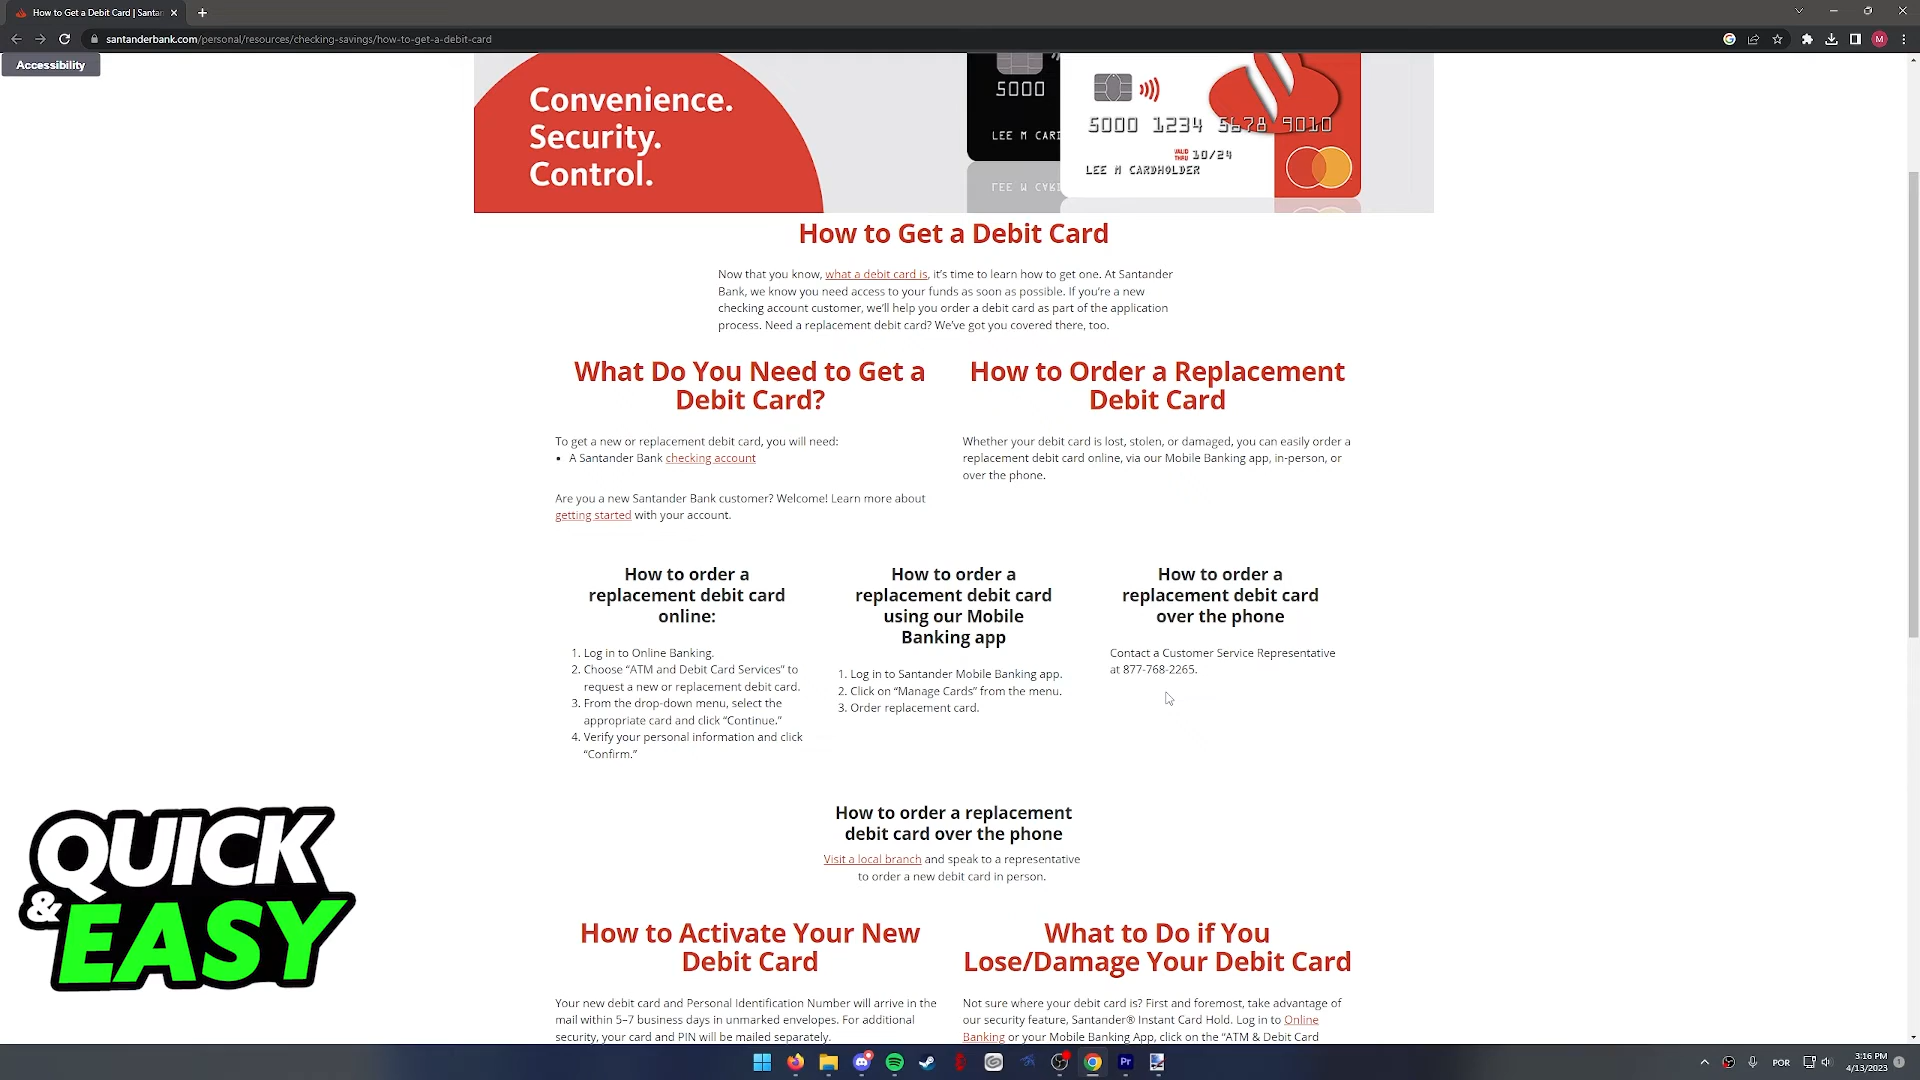 How to Get a Debit Card | Santan
santanderbank.com/personal/resources/checking-savings/how-to-get-a-debit-card
M
Accessibility
Convenience.
Security.
Control.
5000
LEE M CARD
5000 1234 5678 9010
VALID THRU 10/24
LEE M CARDHOLDER
How to Get a Debit Card
Now that you know, what a debit card is, it's time to learn how to get one. At Santander
Bank, we know you need access to your funds as soon as possible. If you're a new
checking account customer, we'll help you order a debit card as part of the application
process. Need a replacement debit card? We've got you covered there, too.
What Do You Need to Get a
Debit Card?
To get a new or replacement debit card, you will need:
• A Santander Bank checking account
Are you a new Santander Bank customer? Welcome! Learn more about
getting started with your account.
How to Order a Replacement
Debit Card
Whether your debit card is lost, stolen, or damaged, you can easily order a
replacement debit card online, via our Mobile Banking app, in-person, or
over the phone.
How to order a
replacement debit card
online:
1. Log in to Online Banking.
2. Choose “ATM and Debit Card Services” to
request a new or replacement debit card.
3. From the drop-down menu, select the
appropriate card and click “Continue.”
4. Verify your personal information and click
“Confirm.”
How to order a
replacement debit card
using our Mobile
Banking app
1. Log in to Santander Mobile Banking app.
2. Click on “Manage Cards” from the menu.
3. Order replacement card.
How to order a
replacement debit card
over the phone
Contact a Customer Service Representative
at 877-768-2265.
How to order a replacement
debit card over the phone
Visit a local branch and speak to a representative
to order a new debit card in person.
How to Activate Your New
Debit Card
Your new debit card and Personal Identification Number will arrive in the
mail within 5–7 business days in unmarked envelopes. For additional
security, your card and PIN will be mailed separately.
What to Do if You
Lose/Damage Your Debit Card
Not sure where your debit card is? First and foremost, take advantage of
our security feature, Santander® Instant Card Hold. Log in to Online
Banking or your Mobile Banking App, click on the “ATM & Debit Card
QUICK
& EASY
Pr
POR
3:16 PM
4/13/2023
1